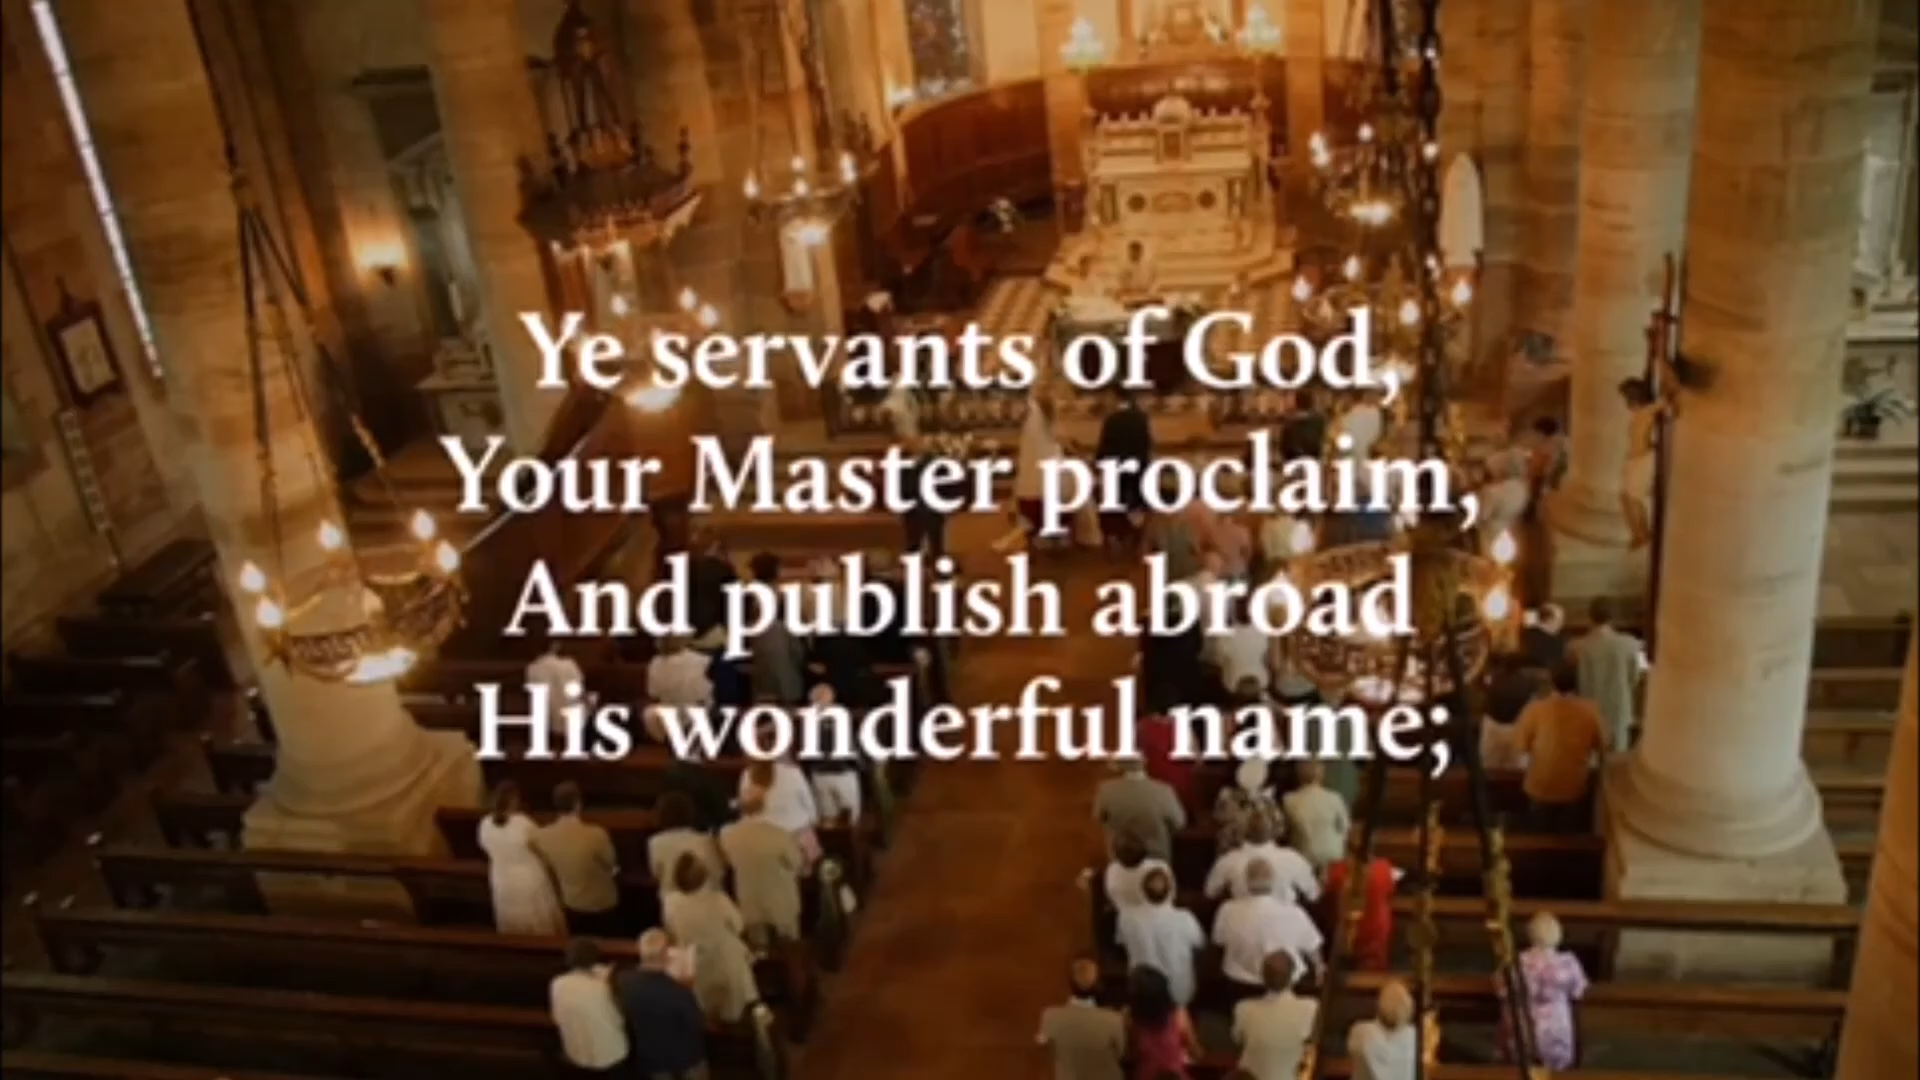 Ye servants of God,
Your Master proclaim,
And publish abroad
His wonderful name;